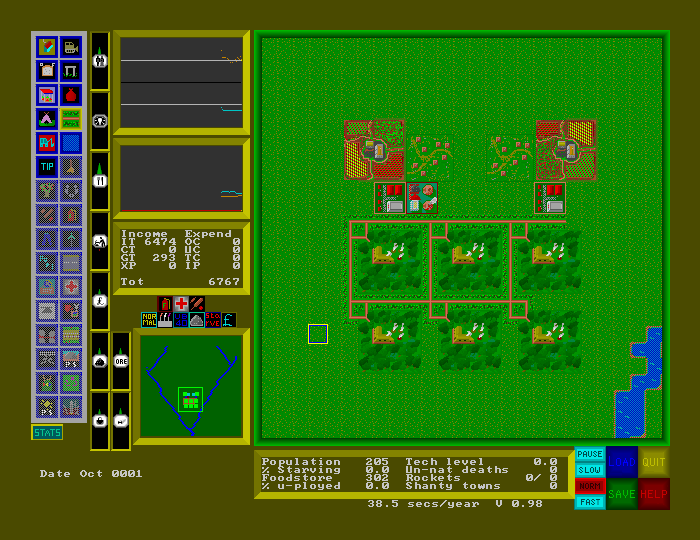 TIP
P's
P's
STATS
ORE
Income Expend
IT 6474 OC 0
CT 0 UC 0
GT 293 TC 0
XP 0 IP 0
Tot 6767
NOR MAL
£
£
Date Oct 0001
Population 205 Tech level 0.0
% Starving 0.0 Un-nat deaths 0
Foodstore 302 Rockets 0/ 0
% u-ployed 0.0 Shanty towns 0
38.5 secs/year V 0.98
PAUSE
SLOW
NORM
FAST
LOAD
QUIT
SAVE
HELP